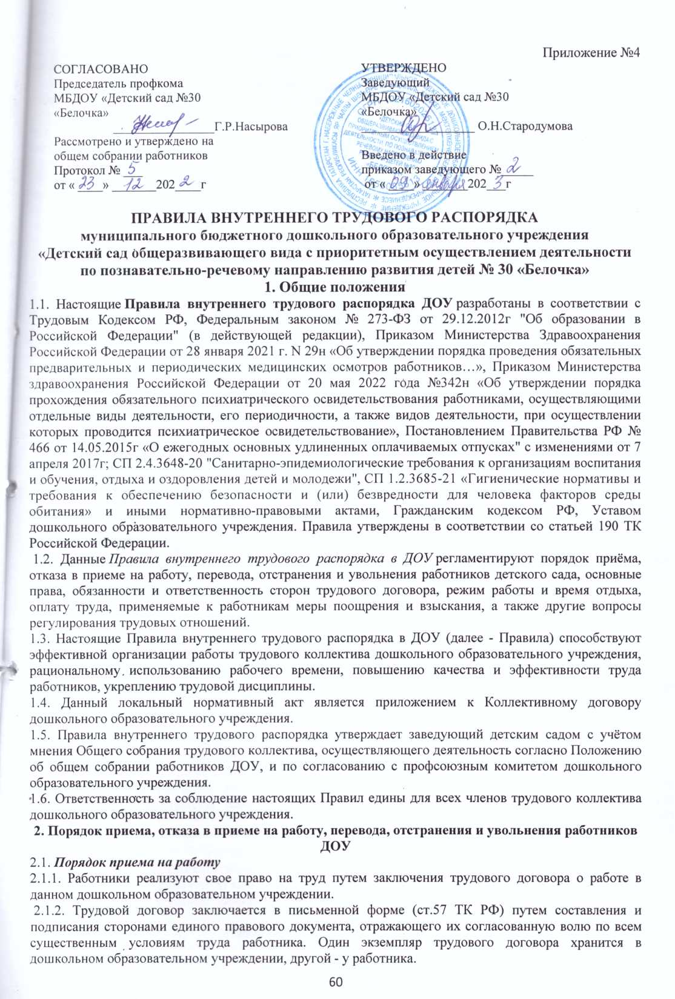 Приложение №4
СОГЛАСОВАНО
Председатель профкома
МБДОУ «Детский сад №30
«Белочка»
Г.Р.Насырова
Рассмотрено и утверждено на
общем собрании работников
Протокол № 5
от « 23 » 12 2022 г
УТВЕРЖДЕНО
Заведующий
МБДОУ «Детский сад №30
«Белочка»
О.Н.Стародумова
Введено в действие
приказом заведующего № 2
от « 09 » января 2023 г
ПРАВИЛА ВНУТРЕННЕГО ТРУДОВОГО РАСПОРЯДКА
муниципального бюджетного дошкольного образовательного учреждения
«Детский сад общеразвивающего вида с приоритетным осуществлением деятельности
по познавательно-речевому направлению развития детей № 30 «Белочка»
1. Общие положения
1.1. Настоящие Правила внутреннего трудового распорядка ДОУ разработаны в соответствии с
Трудовым Кодексом РФ, Федеральным законом № 273-ФЗ от 29.12.2012г "Об образовании в
Российской Федерации" (в действующей редакции), Приказом Министерства Здравоохранения
Российской Федерации от 28 января 2021 г. N 29н «Об утверждении порядка проведения обязательных
предварительных и периодических медицинских осмотров работников…», Приказом Министерства
здравоохранения Российской Федерации от 20 мая 2022 года №342н «Об утверждении порядка
прохождения обязательного психиатрического освидетельствования работниками, осуществляющими
отдельные виды деятельности, его периодичности, а также видов деятельности, при осуществлении
которых проводится психиатрическое освидетельствование», Постановлением Правительства РФ №
466 от 14.05.2015г «О ежегодных основных удлиненных оплачиваемых отпусках" с изменениями от 7
апреля 2017г; СП 2.4.3648-20 "Санитарно-эпидемиологические требования к организациям воспитания
и обучения, отдыха и оздоровления детей и молодежи", СП 1.2.3685-21 «Гигиенические нормативы и
требования к обеспечению безопасности и (или) безвредности для человека факторов среды
обитания» и иными нормативно-правовыми актами, Гражданским кодексом РФ, Уставом
дошкольного образовательного учреждения. Правила утверждены в соответствии со статьей 190 ТК
Российской Федерации.
1.2. Данные Правила внутреннего трудового распорядка в ДОУ регламентируют порядок приёма,
отказа в приеме на работу, перевода, отстранения и увольнения работников детского сада, основные
права, обязанности и ответственность сторон трудового договора, режим работы и время отдыха,
оплату труда, применяемые к работникам меры поощрения и взыскания, а также другие вопросы
регулирования трудовых отношений.
1.3. Настоящие Правила внутреннего трудового распорядка в ДОУ (далее - Правила) способствуют
эффективной организации работы трудового коллектива дошкольного образовательного учреждения,
рациональному использованию рабочего времени, повышению качества и эффективности труда
работников, укреплению трудовой дисциплины.
1.4. Данный локальный нормативный акт является приложением к Коллективному договору
дошкольного образовательного учреждения.
1.5. Правила внутреннего трудового распорядка утверждает заведующий детским садом с учётом
мнения Общего собрания трудового коллектива, осуществляющего деятельность согласно Положению
об общем собрании работников ДОУ, и по согласованию с профсоюзным комитетом дошкольного
образовательного учреждения.
1.6. Ответственность за соблюдение настоящих Правил едины для всех членов трудового коллектива
дошкольного образовательного учреждения.
2. Порядок приема, отказа в приеме на работу, перевода, отстранения и увольнения работников
ДОУ
2.1. Порядок приема на работу
2.1.1. Работники реализуют свое право на труд путем заключения трудового договора о работе в
данном дошкольном образовательном учреждении.
2.1.2. Трудовой договор заключается в письменной форме (ст.57 ТК РФ) путем составления и
подписания сторонами единого правового документа, отражающего их согласованную волю по всем
существенным условиям труда работника. Один экземпляр трудового договора хранится в
дошкольном образовательном учреждении, другой - у работника.
60